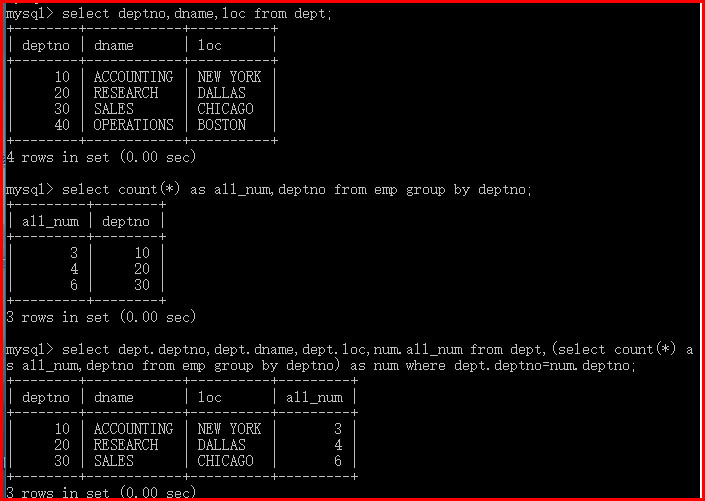 mysql> select deptno,dname,loc from dept;
+--------+------------+----------+
| deptno | dname      | loc      |
+--------+------------+----------+
|     10 | ACCOUNTING | NEW YORK |
|     20 | RESEARCH   | DALLAS   |
|     30 | SALES      | CHICAGO  |
|     40 | OPERATIONS | BOSTON   |
+--------+------------+----------+
4 rows in set (0.00 sec)
mysql> select count(*) as all_num,deptno from emp group by deptno;
+---------+--------+
| all_num | deptno |
+---------+--------+
|       3 |     10 |
|       4 |     20 |
|       6 |     30 |
+---------+--------+
3 rows in set (0.00 sec)
mysql> select dept.deptno,dept.dname,dept.loc,num.all_num from dept,(select count(*) a
s all_num,deptno from emp group by deptno) as num where dept.deptno=num.deptno;
+--------+------------+----------+---------+
| deptno | dname      | loc      | all_num |
+--------+------------+----------+---------+
|     10 | ACCOUNTING | NEW YORK |       3 |
|     20 | RESEARCH   | DALLAS   |       4 |
|     30 | SALES      | CHICAGO  |       6 |
+--------+------------+----------+---------+
3 rows in set (0.00 sec)